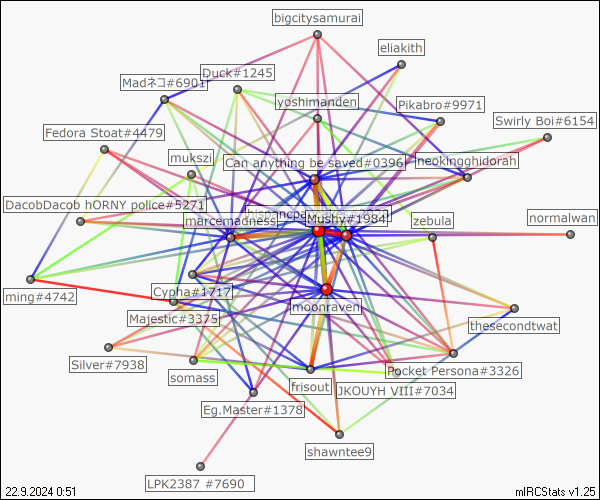 bigcitysamurai
eliakith
Duck#1245
Madネコ#6901
yoshimanden
Pikabro#9971
Swirly Boi#6154
Fedora Stoat#4479
mukszi
Can anything be saved#0396
neokingghidorah
DacobDacob hORNY police#5271
marcemadness
Mushy#1984
zebula
normalwan
ming#4742
Cypha#1717
moonraven
Majestic#3375
thesecondtwat
Silver#7938
somass
frisout
Pocket Persona#3326
JKOUYH VIII#7034
Eg.Master#1378
shawntee9
LPK2387 #7690
22.9.2024 0:51
mIRCStats v1.25